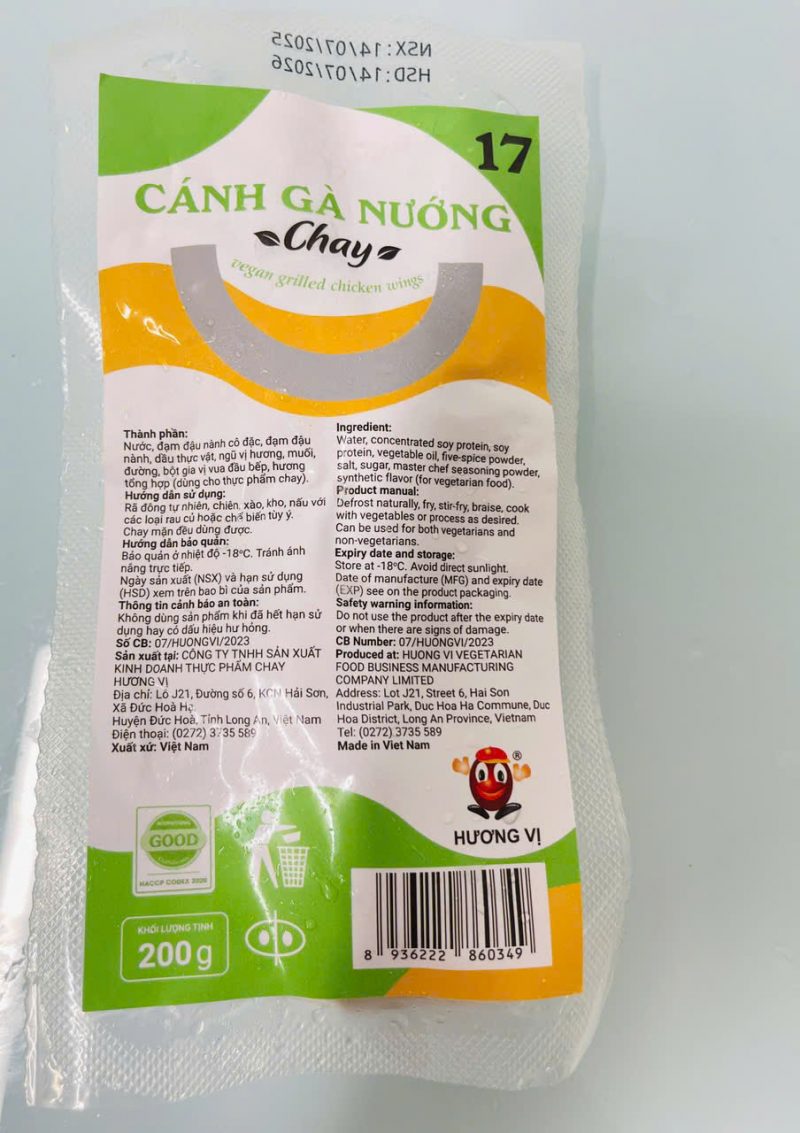 NSX: 14/07/2025
HSD: 14/07/2026
17
CÁNH GÀ NƯỚNG
Chay
vegan grilled chicken wings
Thành phần:
Nước, đạm đậu nành cô đặc, đạm đậu
nành, dầu thực vật, ngũ vị hương, muối,
đường, bột gia vị vua đầu bếp, hương
tổng hợp (dùng cho thực phẩm chay).
Hướng dẫn sử dụng:
Rã đông tự nhiên, chiên, xào, kho, nấu với
các loại rau củ hoặc chế biến tùy ý.
Chay mặn đều dùng được.
Hướng dẫn bảo quản:
Bảo quản ở nhiệt độ -18°C. Tránh ánh
nắng trực tiếp.
Ngày sản xuất (NSX) và hạn sử dụng
(HSD) xem trên bao bì của sản phẩm.
Thông tin cảnh báo an toàn:
Không dùng sản phẩm khi đã hết hạn sử
dụng hay có dấu hiệu hư hỏng.
Số CB: 07/HUONGVI/2023
Sản xuất tại: CÔNG TY TNHH SẢN XUẤT
KINH DOANH THỰC PHẨM CHAY
HƯƠNG VỊ
Địa chỉ: Lô J21, Đường số 6, KCN Hải Sơn,
Xã Đức Hoà Hạ,
Huyện Đức Hoà, Tỉnh Long An, Việt Nam
Điện thoại: (0272) 3735 589
Xuất xứ: Việt Nam
Ingredient:
Water, concentrated soy protein, soy
protein, vegetable oil, five-spice powder,
salt, sugar, master chef seasoning powder,
synthetic flavor (for vegetarian food).
Product manual:
Defrost naturally, fry, stir-fry, braise, cook
with vegetables or process as desired.
Can be used for both vegetarians and
non-vegetarians.
Expiry date and storage:
Store at -18°C. Avoid direct sunlight.
Date of manufacture (MFG) and expiry date
(EXP) see on the product packaging.
Safety warning information:
Do not use the product after the expiry date
or when there are signs of damage.
CB Number: 07/HUONGVI/2023
Produced at: HUONG VI VEGETARIAN
FOOD BUSINESS MANUFACTURING
COMPANY LIMITED
Address: Lot J21, Street 6, Hai Son
Industrial Park, Duc Hoa Ha Commune, Duc
Hoa District, Long An Province, Vietnam
Tel: (0272) 3735 589
Made in Viet Nam
®
HƯƠNG VỊ
GOOD
HACCP CODEX 2020
KHỐI LƯỢNG TỊNH
200g
8 936222 860349